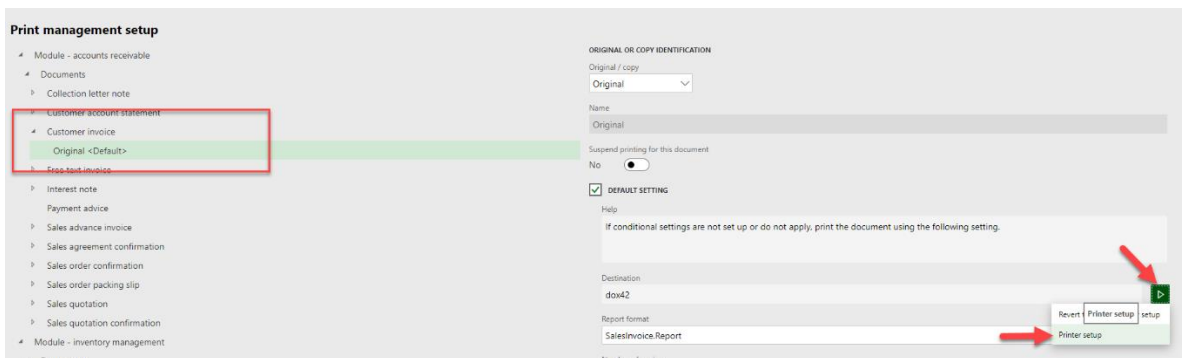 Print management setup
Module - accounts receivable
Documents
Collection letter note
Customer account statement
Customer invoice
Original <Default>
Free text invoice
Interest note
Payment advice
Sales advance invoice
Sales agreement confirmation
Sales order confirmation
Sales order packing slip
Sales quotation
Sales quotation confirmation
Module - inventory management
ORIGINAL OR COPY IDENTIFICATION
Original / copy
Original
Name
Original
Suspend printing for this document
No
DEFAULT SETTING
Help
If conditional settings are not set up or do not apply, print the document using the following setting.
Destination
dox42
Revert Printer setup setup
Printer setup
Report format
SalesInvoice.Report